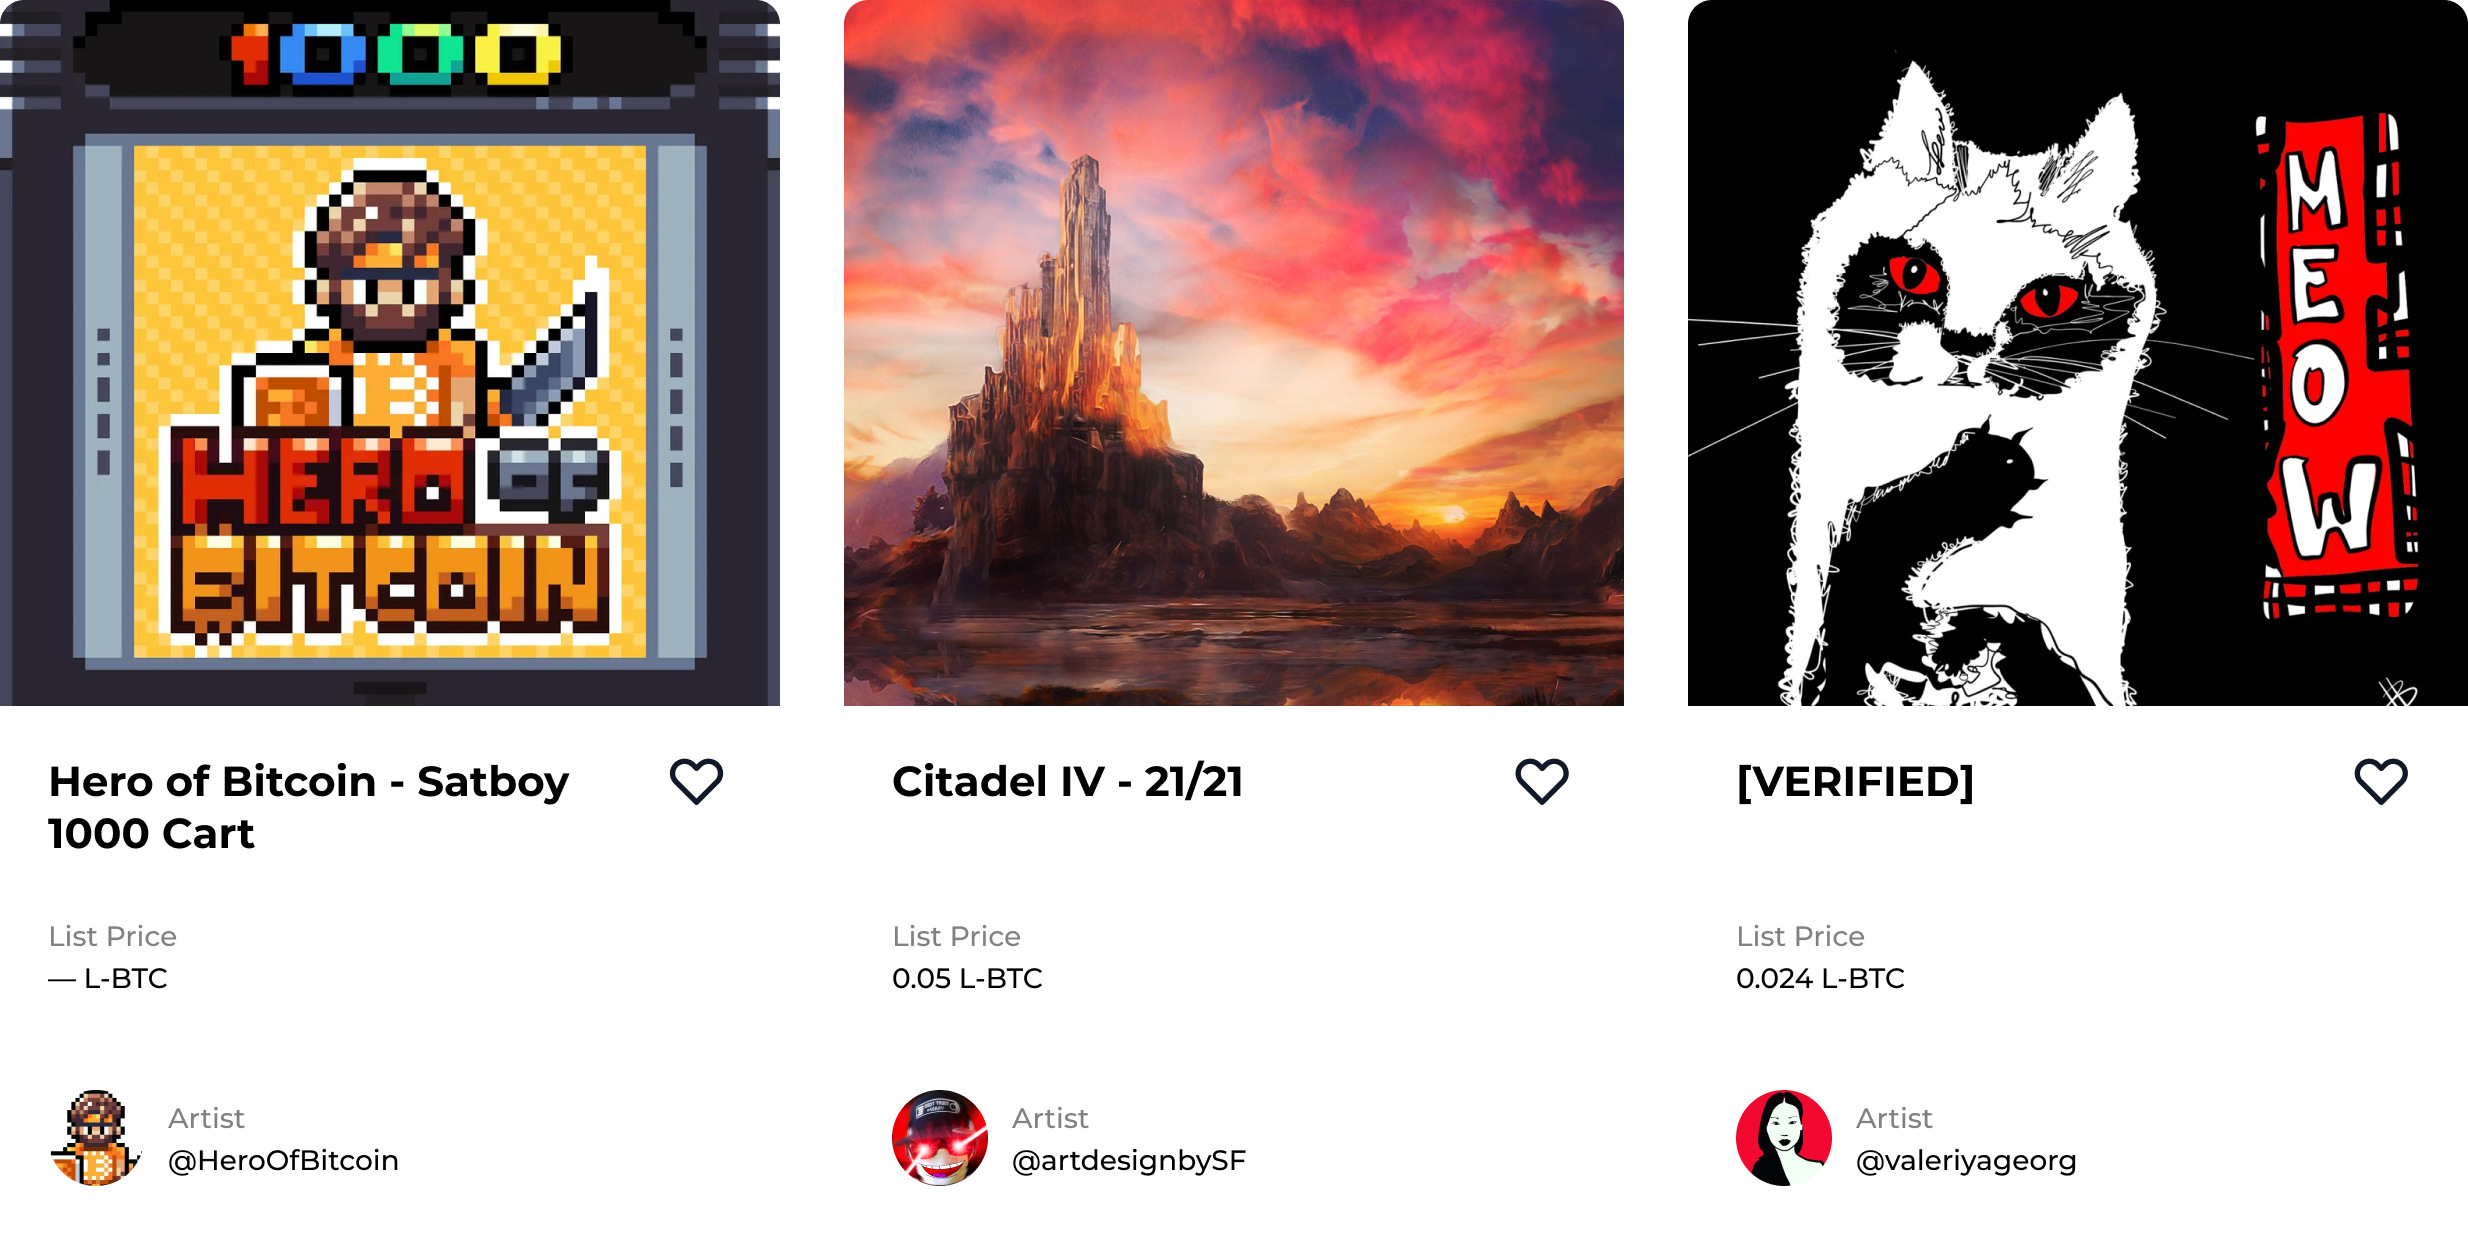 1000
HERO OF
BITCOIN
Hero of Bitcoin - Satboy
1000 Cart
List Price
— L-BTC
Artist
@HeroOfBitcoin
Citadel IV - 21/21
List Price
0.05 L-BTC
Artist
@artdesignbySF
MEOW
[VERIFIED]
List Price
0.024 L-BTC
Artist
@valeriyageorg